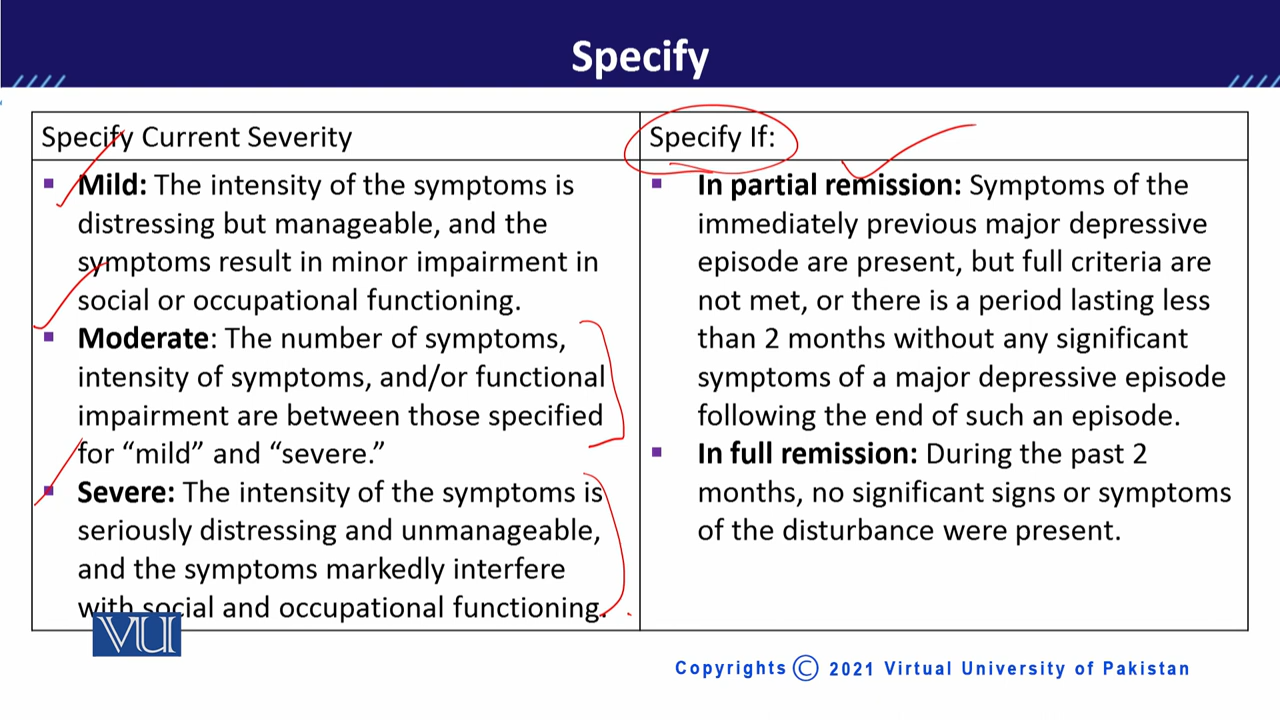 Specify
Specify Current Severity
Mild: The intensity of the symptoms is
distressing but manageable, and the
symptoms result in minor impairment in
social or occupational functioning.
Moderate: The number of symptoms,
intensity of symptoms, and/or functional
impairment are between those specified
for “mild” and “severe.”
Severe: The intensity of the symptoms is
seriously distressing and unmanageable,
and the symptoms markedly interfere
with social and occupational functioning.
Specify If:
In partial remission: Symptoms of the
immediately previous major depressive
episode are present, but full criteria are
not met, or there is a period lasting less
than 2 months without any significant
symptoms of a major depressive episode
following the end of such an episode.
In full remission: During the past 2
months, no significant signs or symptoms
of the disturbance were present.
VU
Copyrights © 2021 Virtual University of Pakistan